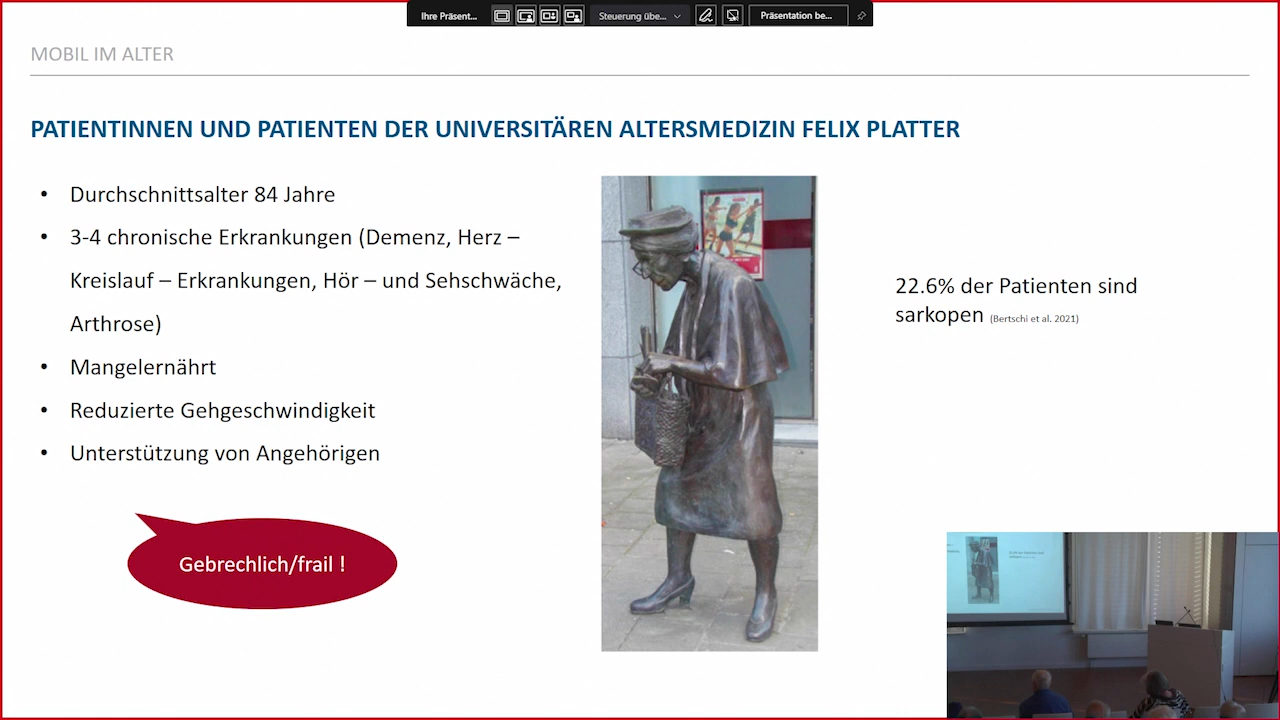 Ihre Präsent...
Steuerung übe...
Präsentation be...
MOBIL IM ALTER
PATIENTINNEN UND PATIENTEN DER UNIVERSITÄREN ALTERSMEDIZIN FELIX PLATTER
• Durchschnittsalter 84 Jahre
• 3-4 chronische Erkrankungen (Demenz, Herz –
Kreislauf – Erkrankungen, Hör – und Sehschwäche,
Arthrose)
• Mangelernährt
• Reduzierte Gehgeschwindigkeit
• Unterstützung von Angehörigen
Gebrechlich/frail !
22.6% der Patienten sind
sarkopen (Bertschi et al. 2021)